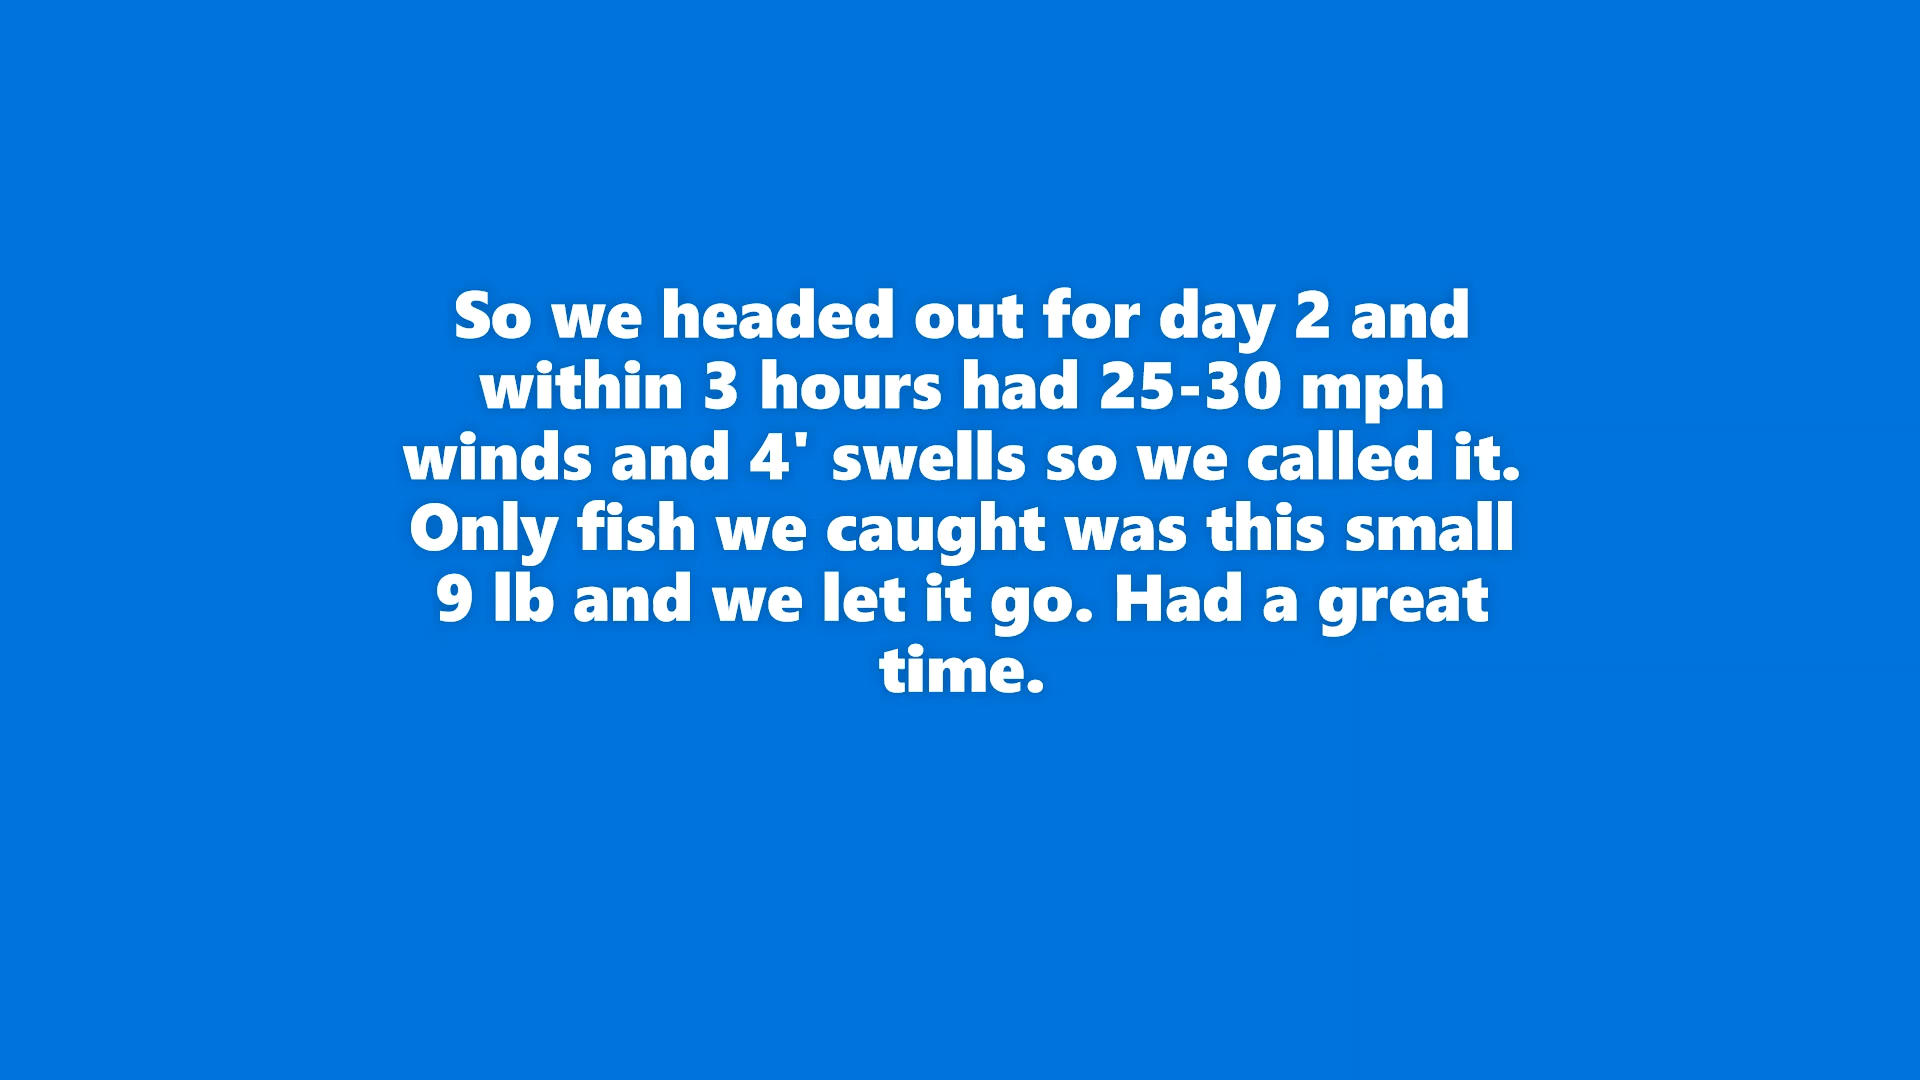 So we headed out for day 2 and
within 3 hours had 25-30 mph
winds and 4' swells so we called it.
Only fish we caught was this small
9 lb and we let it go. Had a great
time.